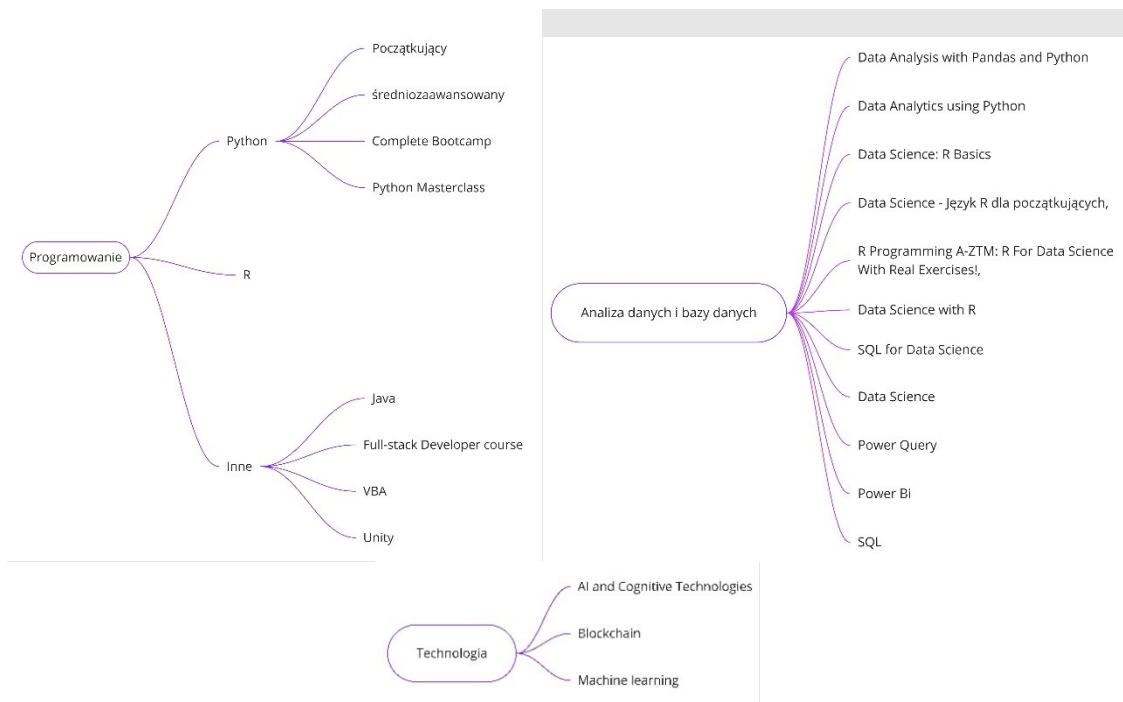 Programowanie
Python
Początkujący
średniozaawansowany
Complete Bootcamp
Python Masterclass
R
Inne
Java
Full-stack Developer course
VBA
Unity
Analiza danych i bazy danych
Data Analysis with Pandas and Python
Data Analytics using Python
Data Science: R Basics
Data Science - Język R dla początkujących,
R Programming A-ZTM: R For Data Science
With Real Exercises!,
Data Science with R
SQL for Data Science
Data Science
Power Query
Power Bi
SQL
Technologia
AI and Cognitive Technologies
Blockchain
Machine learning